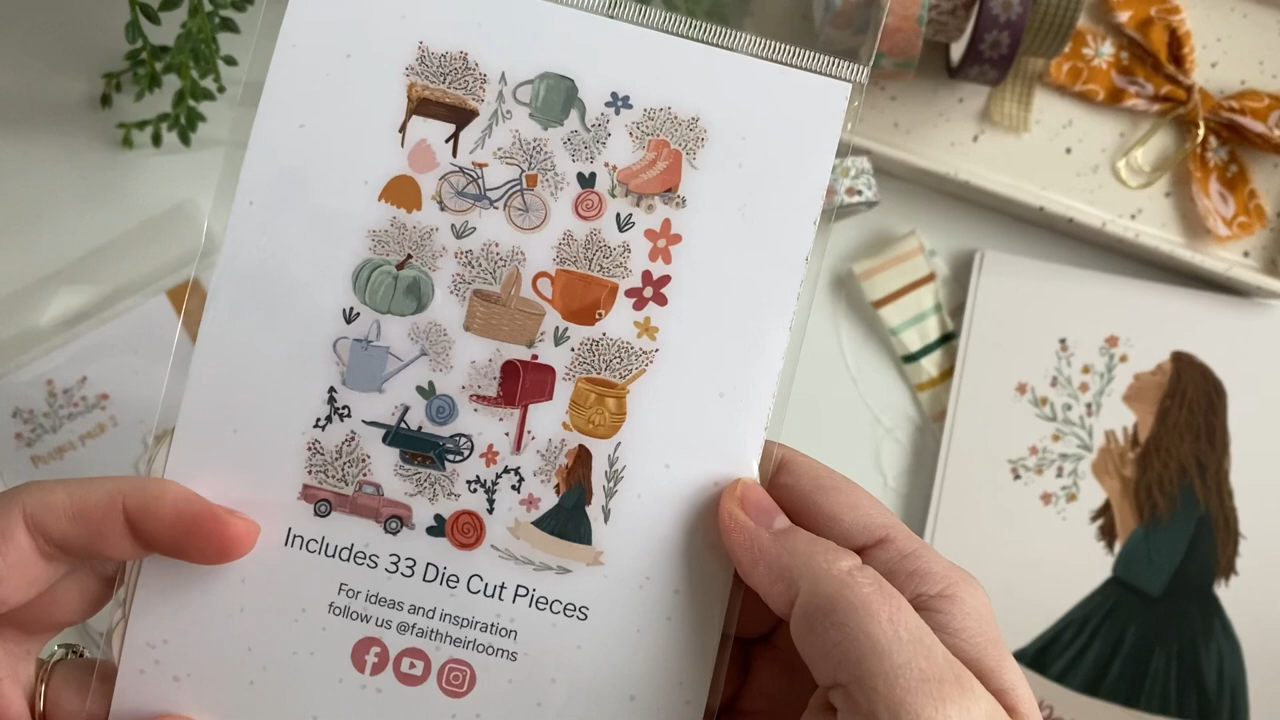 Includes 33 Die Cut Pieces
For ideas and inspiration
follow us @faithheirlooms